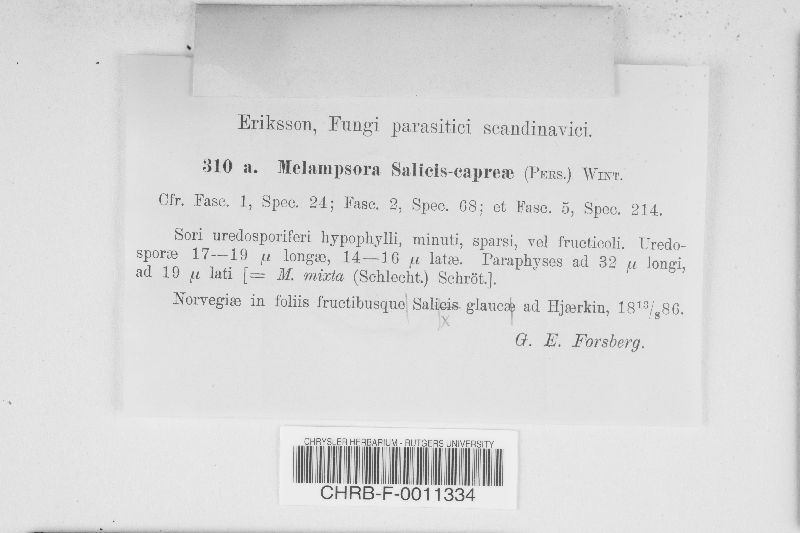 Eriksson, Fungi parasitici scandinavici.
310 a. Melampsora Salicis-capreæ (Pers.) Wint.
Cfr. Fasc. 1, Spec. 24; Fasc. 2, Spec. 68; et Fasc. 5, Spec. 214.
Sori uredosporiferi hypophylli, minuti, sparsi, vel fructicoli. Uredo-
sporæ 17—19 μ longæ, 14—16 μ latæ. Paraphyses ad 32 μ longi,
ad 19 μ lati [= M. mixta (Schlecht.) Schröt.].
Norvegiæ in foliis fructibusque Salicis glaucæ ad Hjærkin, 18¹³/₈86.
x
G. E. Forsberg.
CHRYSLER HERBARIUM - RUTGERS UNIVERSITY
CHRB-F-0011334